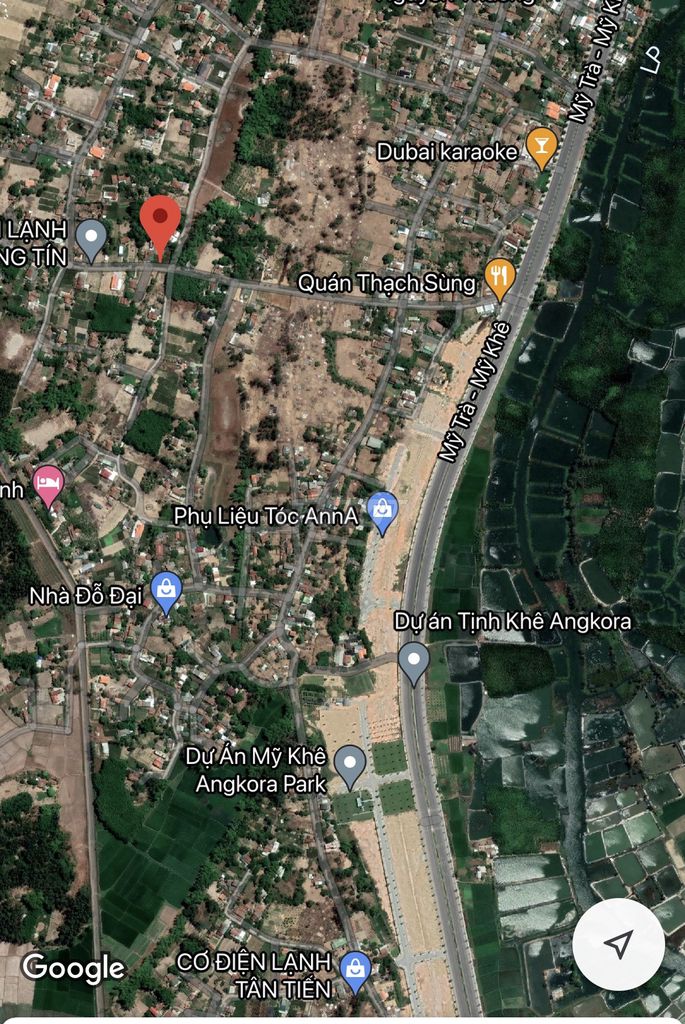 Mỹ Trà - Mỹ K
LP
Dubai karaoke
I LẠNH
NG TÍN
Quán Thạch Sùng
Mỹ Trà - Mỹ Khê
nh
Phụ Liệu Tóc AnnA
Nhà Đỗ Đại
Dự án Tịnh Khê Angkora
Dự Án Mỹ Khê
Angkora Park
Google
CƠ ĐIỆN LẠNH
TÂN TIẾN